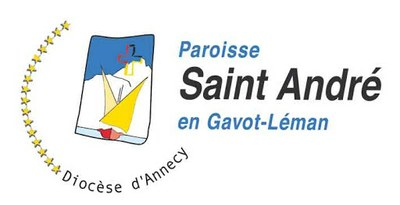 Paroisse
Saint André
en Gavot-Léman
Diocèse d'Annecy